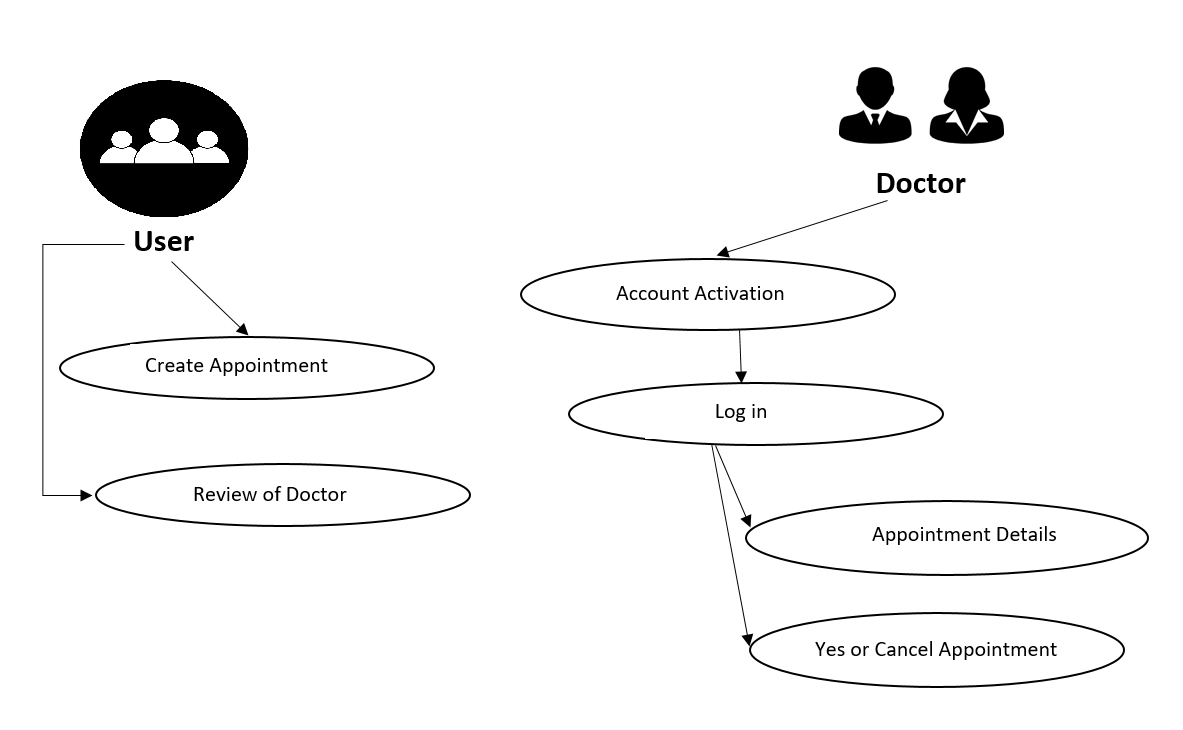 User
Create Appointment
Review of Doctor
Doctor
Account Activation
Log in
Appointment Details
Yes or Cancel Appointment